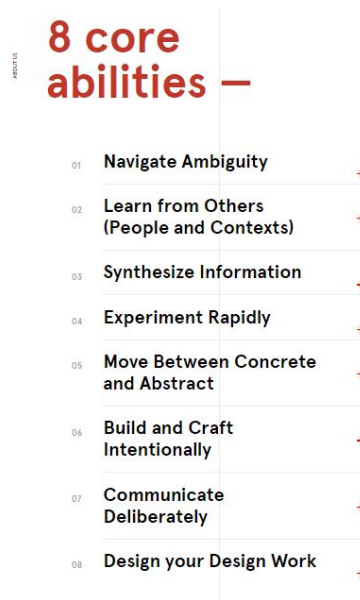 8 core
abilities —
ABOUT US
01 Navigate Ambiguity
02 Learn from Others
(People and Contexts)
03 Synthesize Information
04 Experiment Rapidly
05 Move Between Concrete
and Abstract
06 Build and Craft
Intentionally
07 Communicate
Deliberately
08 Design your Design Work